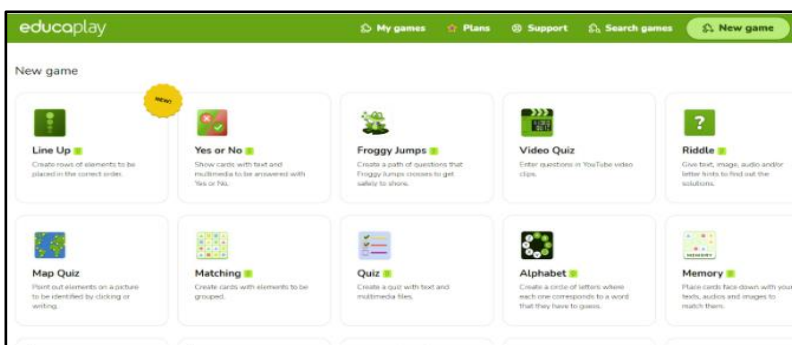 educaplay
My games
Plans
Support
Search games
New game
New game
NEW!
Line Up
Create rows of elements to be
placed in the correct order.
Yes or No
Show cards with text and
multimedia to be answered with
Yes or No.
Froggy Jumps
Create a path of questions that
Froggy Jumps crosses to get
safely to shore.
Video Quiz
Enter questions in YouTube video
clips.
Riddle
Give text, image, audio and/or
letter hints to find out the
solutions.
Map Quiz
Point out elements on a picture
to be identified by clicking or
writing.
Matching
Create cards with elements to be
grouped.
Quiz
Create a quiz with text and
multimedia files.
Alphabet
Create a circle of letters where
each one corresponds to a word
that they have to guess.
Memory
Place cards face down with your
texts, audios and images to
match them.